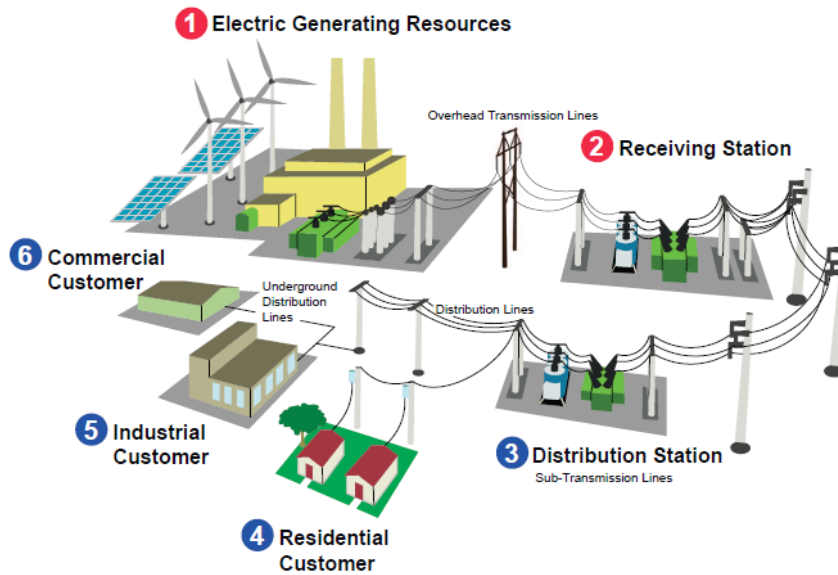 1 Electric Generating Resources
Overhead Transmission Lines
2 Receiving Station
6 Commercial
Customer
Underground
Distribution
Lines
Distribution Lines
5 Industrial
Customer
3 Distribution Station
Sub-Transmission Lines
4 Residential
Customer